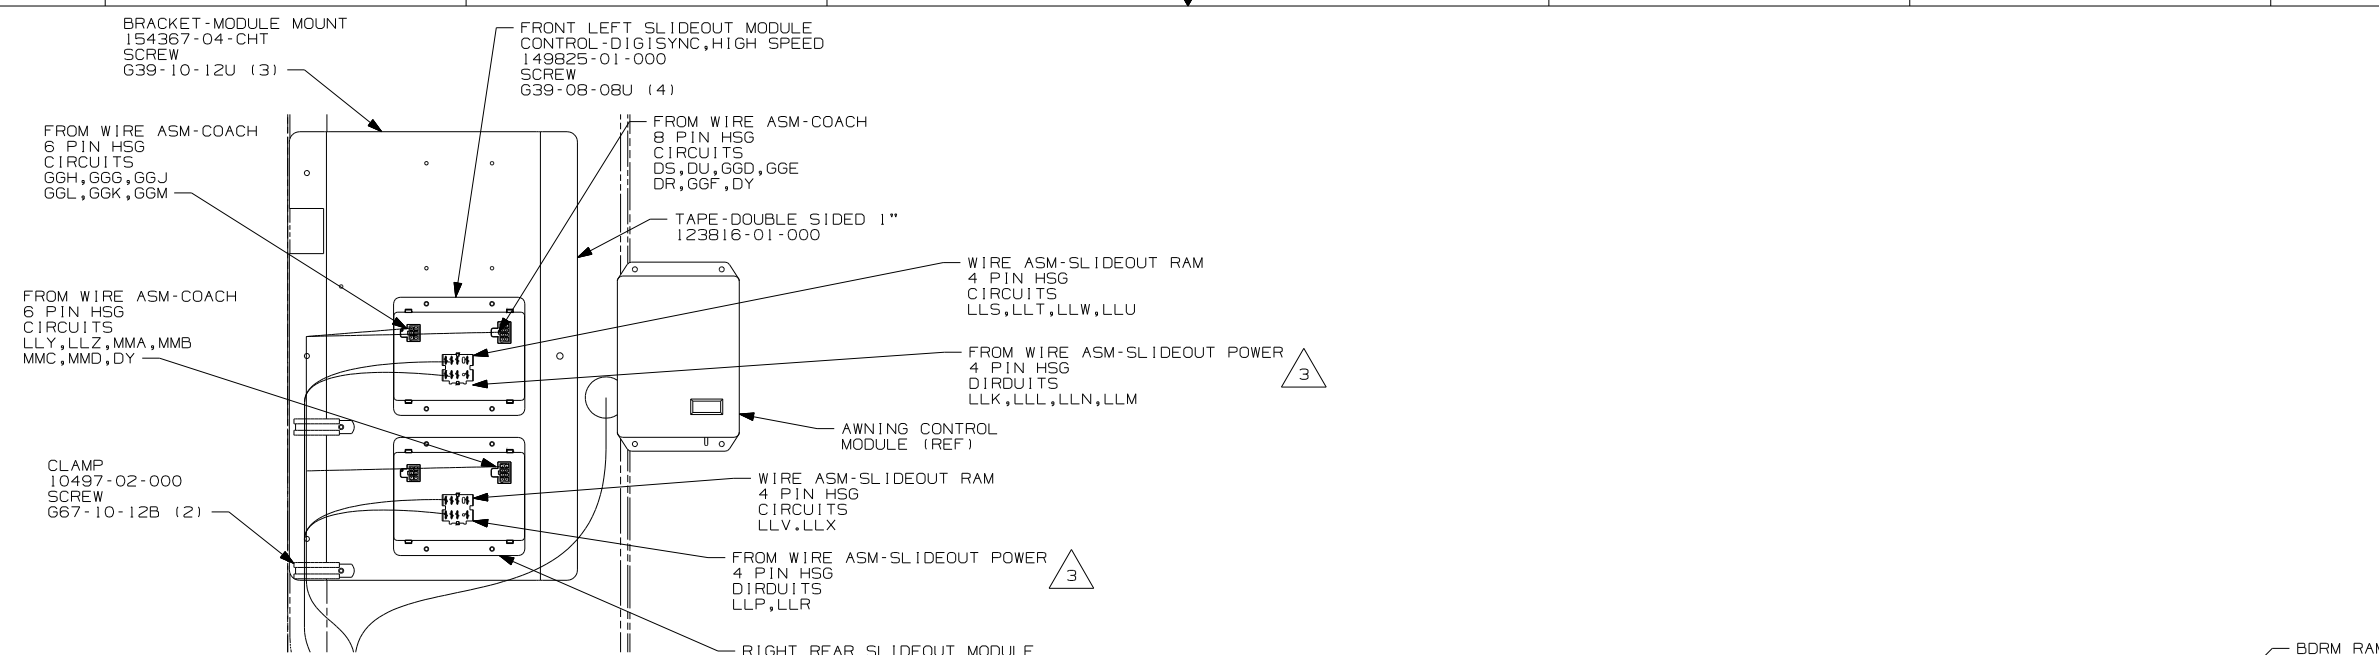 BRACKET-MODULE MOUNT
154367-04-CHT
SCREW
G39-10-12U (3)
FRONT LEFT SLIDEOUT MODULE
CONTROL-DIGISYNC,HIGH SPEED
149825-01-000
SCREW
G39-08-08U (4)
FROM WIRE ASM-COACH
6 PIN HSG
CIRCUITS
GGH,GGG,GGJ
GGL,GGK,GGM
FROM WIRE ASM-COACH
8 PIN HSG
CIRCUITS
DS,DU,GGD,GGE
DR,GGF,DY
TAPE-DOUBLE SIDED 1"
123816-01-000
WIRE ASM-SLIDEOUT RAM
4 PIN HSG
CIRCUITS
LLS,LLT,LLW,LLU
FROM WIRE ASM-COACH
6 PIN HSG
CIRCUITS
LLY,LLZ,MMA,MMB
MMC,MMD,DY
FROM WIRE ASM-SLIDEOUT POWER
4 PIN HSG
DIRDUITS
LLK,LLL,LLN,LLM
3
AWNING CONTROL
MODULE (REF)
CLAMP
10497-02-000
SCREW
G67-10-12B (2)
WIRE ASM-SLIDEOUT RAM
4 PIN HSG
CIRCUITS
LLV.LLX
FROM WIRE ASM-SLIDEOUT POWER
4 PIN HSG
DIRDUITS
LLP,LLR
3
RIGHT REAR SLIDEOUT MODULE
BDRM RAM